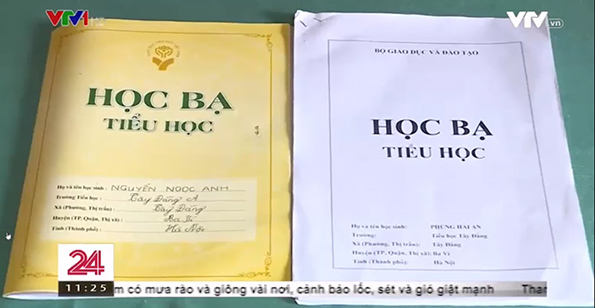 VTV1 HD
VTV.vn
HỌC BẠ
TIỂU HỌC
Họ và tên học sinh: NGUYỄN NGỌC ANH
Trường Tiểu học: Tây Đằng A
Xã (Phường, Thị trấn): Tây Đằng
Huyện (TP, Quận, Thị xã): Ba Vì
Tỉnh (Thành phố): Hà Nội
BỘ GIÁO DỤC VÀ ĐÀO TẠO
HỌC BẠ
TIỂU HỌC
Họ và tên học sinh: PHÙNG HẢI AN
Trường: Tiểu học Tây Đằng
Xã (Phường, Thị trấn): Tây Đằng
Huyện (TP, Quận, Thị xã): Ba Vì
Tỉnh (Thành phố): Hà Nội
24
11:25
m có mưa rào và giông vài nơi, cảnh báo lốc, sét và gió giật mạnh Than